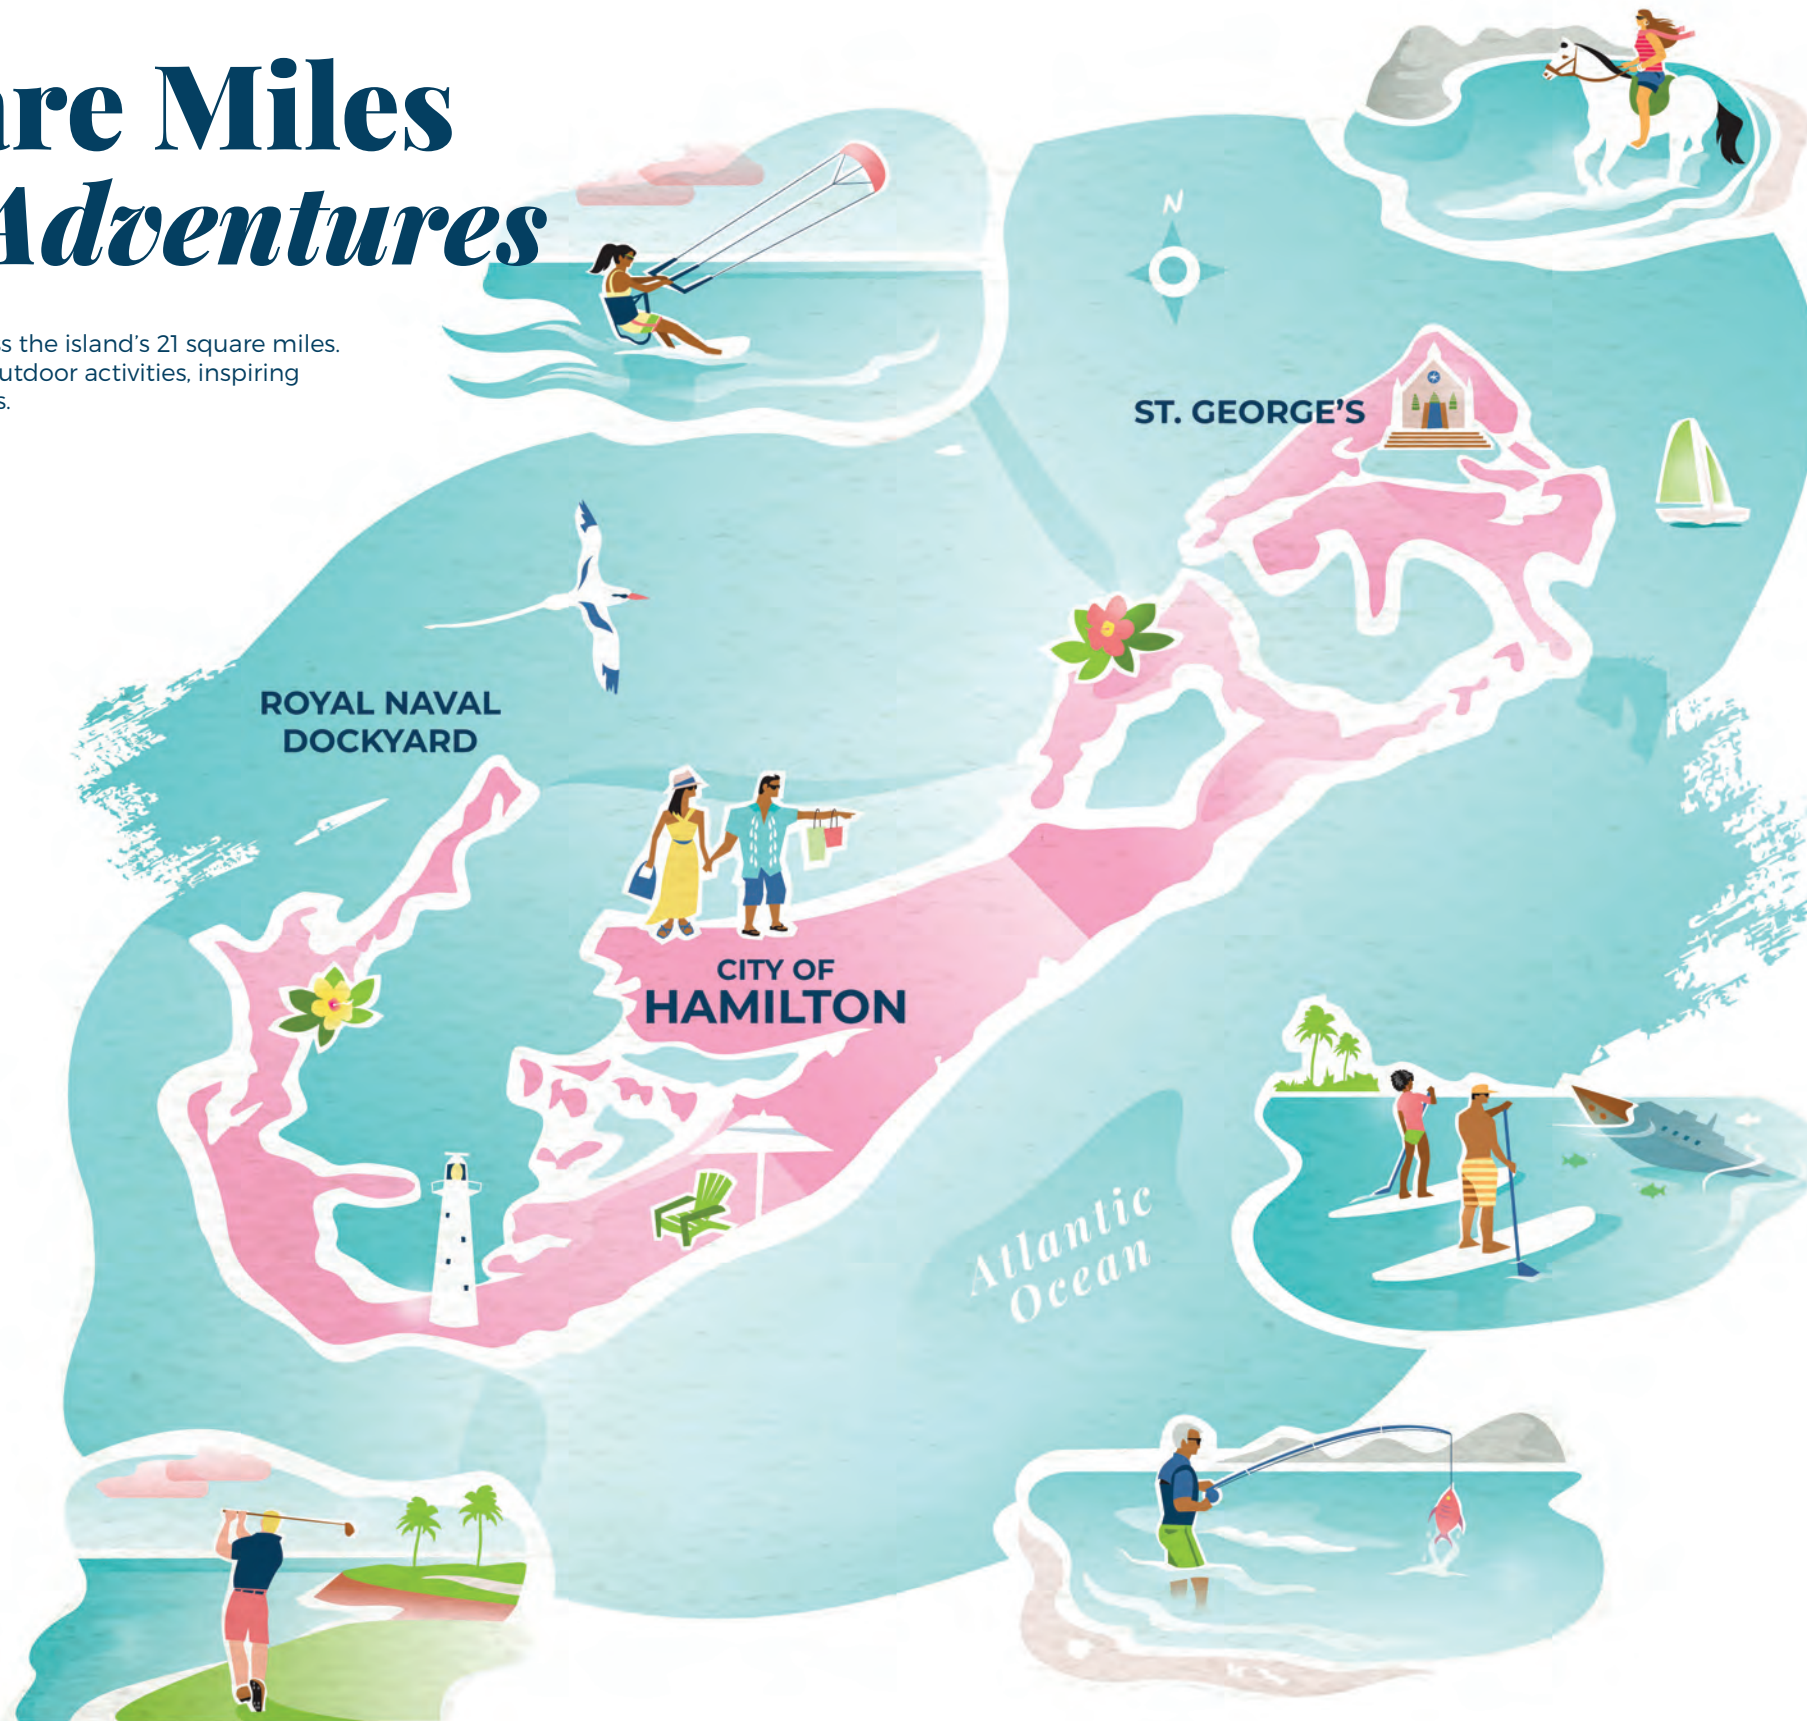 are Miles
Adventures
s the island's 21 square miles.
utdoor activities, inspiring
s.
N
ST. GEORGE'S
ROYAL NAVAL
DOCKYARD
CITY OF
HAMILTON
Atlantic
Ocean